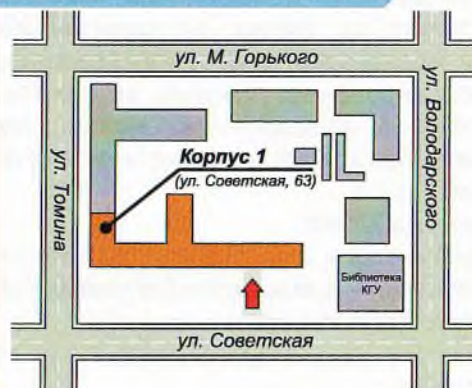 ул. М. Горького
ул. Володарского
ул. Томина
Корпус 1
(ул. Советская, 63)
Библиотека
КГУ
ул. Советская